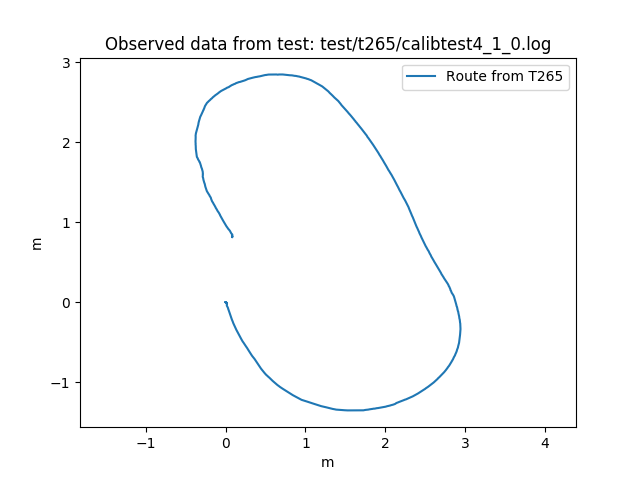 Observed data from test: test/t265/calibtest4_1_0.log
Route from T265
3
2
1
0
−1
m
−1
0
1
2
3
4
m